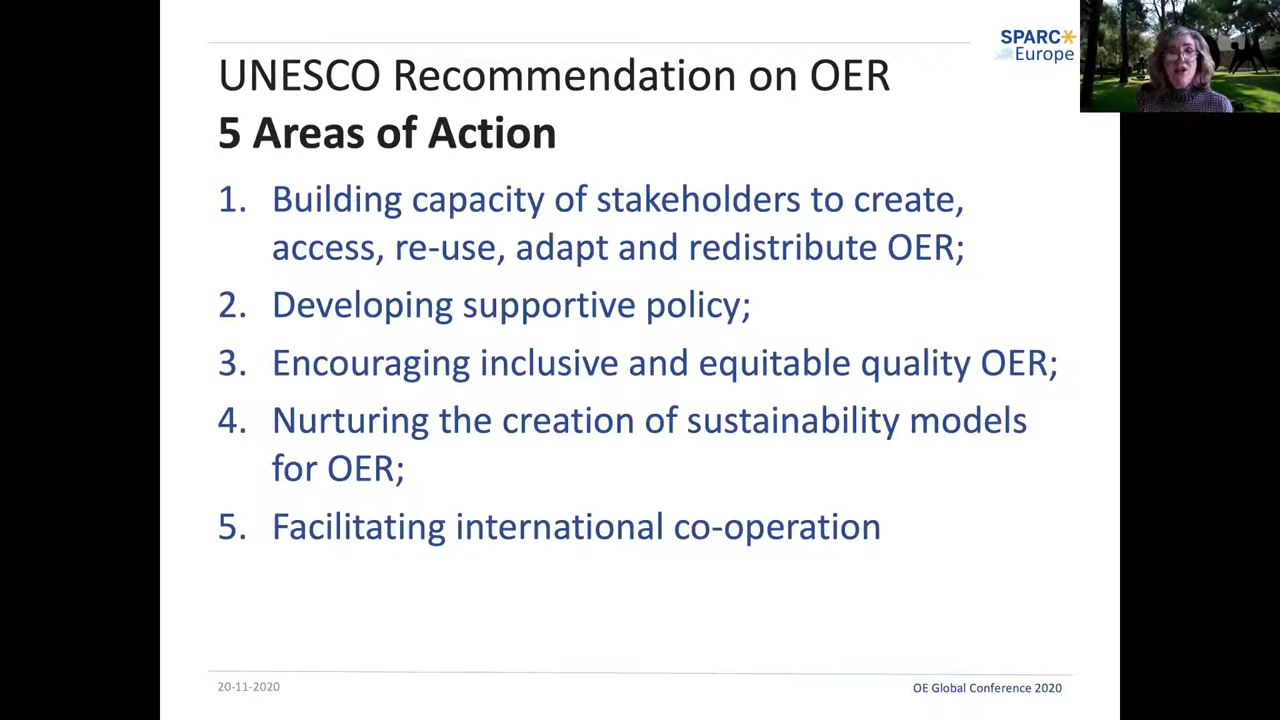 SPARC
Europe
UNESCO Recommendation on OER
5 Areas of Action
1. Building capacity of stakeholders to create,
access, re-use, adapt and redistribute OER;
2. Developing supportive policy;
3. Encouraging inclusive and equitable quality OER;
4. Nurturing the creation of sustainability models
for OER;
5. Facilitating international co-operation
20-11-2020
OE Global Conference 2020